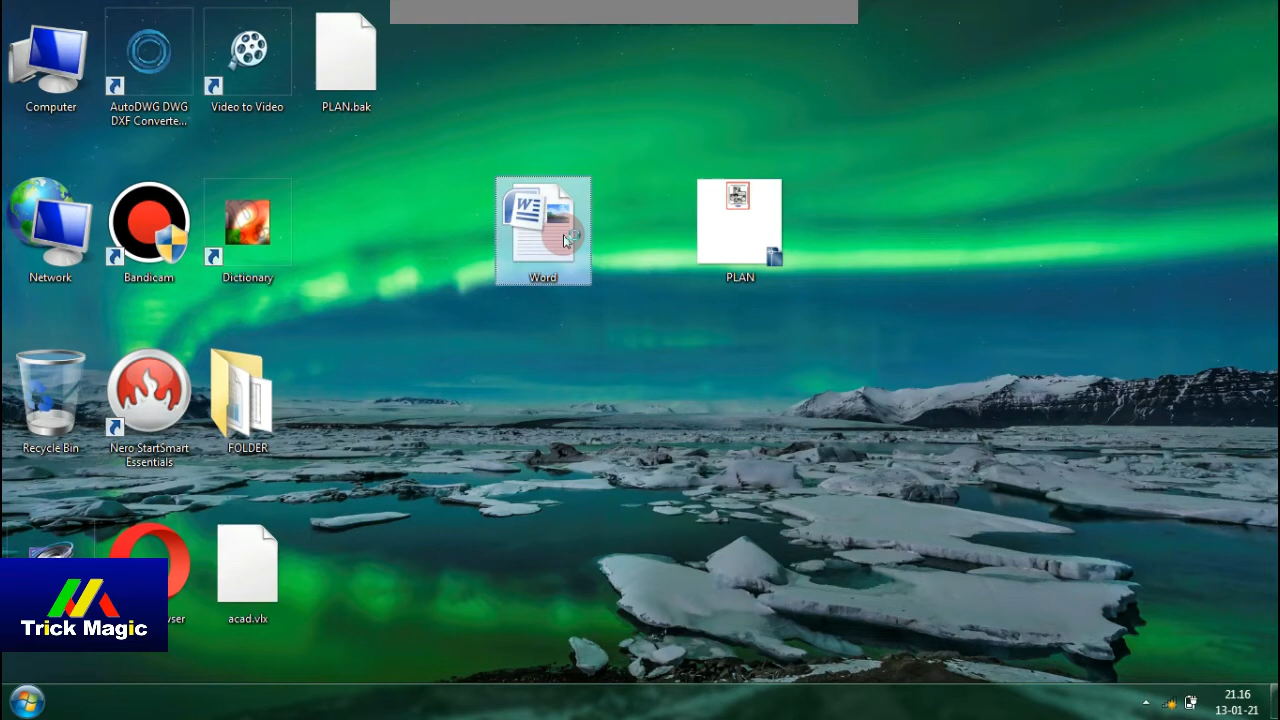 Computer
AutoDWG DWG
DXF Converte...
Video to Video
PLAN.bak
Network
Bandicam
Dictionary
W
Word
PLAN
Recycle Bin
Nero StartSmart
Essentials
FOLDER
ser
acad.vlx
Trick Magic
21.16
13-01-21